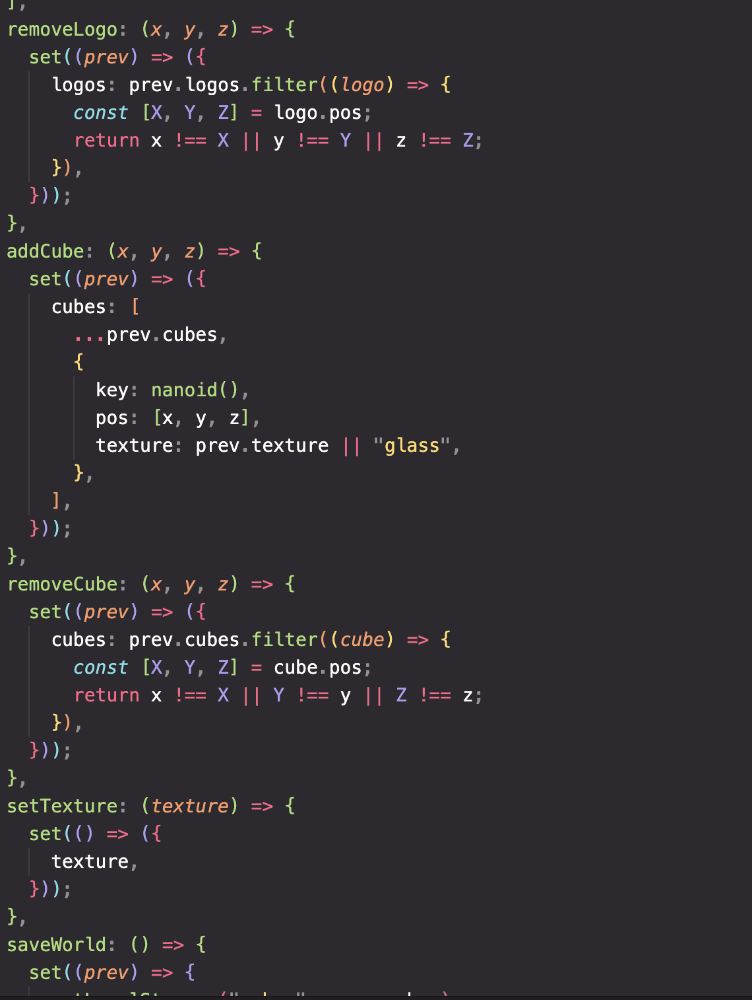 ],
removeLogo: (x, y, z) => {
  set((prev) => ({
    logos: prev.logos.filter((logo) => {
      const [X, Y, Z] = logo.pos;
      return x !== X || y !== Y || z !== Z;
    }),
  }));
},
addCube: (x, y, z) => {
  set((prev) => ({
    cubes: [
      ...prev.cubes,
      {
        key: nanoid(),
        pos: [x, y, z],
        texture: prev.texture || "glass",
      },
    ],
  }));
},
removeCube: (x, y, z) => {
  set((prev) => ({
    cubes: prev.cubes.filter((cube) => {
      const [X, Y, Z] = cube.pos;
      return x !== X || Y !== y || Z !== z;
    }),
  }));
},
setTexture: (texture) => {
  set(() => ({
    texture,
  }));
},
saveWorld: () => {
  set((prev) => {